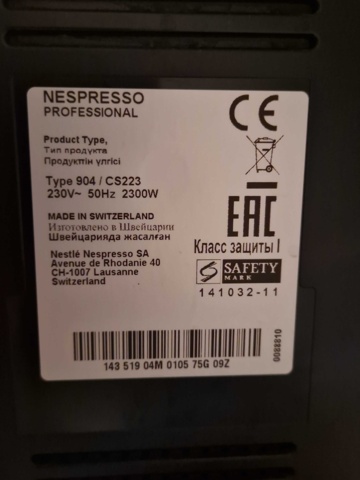 NESPRESSO
PROFESSIONAL
Product Type,
Тип продукта
Продуктін үлгісі
Type 904 / CS223
230V~ 50Hz 2300W
MADE IN SWITZERLAND
Изготовлено в Швейцарии
Швейцарияда жасалған
Nestlé Nespresso SA
Avenue de Rhodanie 40
CH-1007 Lausanne
Switzerland
CE
EAC
Класс защиты I
S SAFETY
MARK
141032-11
143 519 04M 0105 75G 09Z
0088810